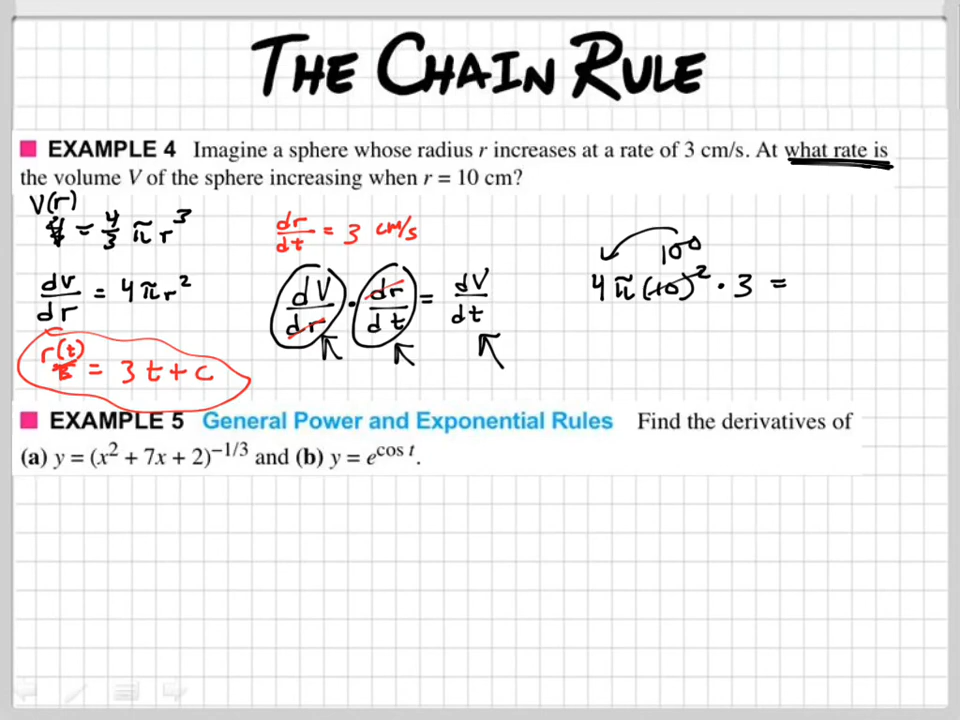 THE CHAIN RULE
EXAMPLE 4 Imagine a sphere whose radius r increases at a rate of 3 cm/s. At what rate is
the volume V of the sphere increasing when r = 10 cm?
V(r)
= 4/3 π r³
dV/dr = 4πr²
r(t)
= 3t + c
dr/dt = 3 cm/s
dV/dr · dr/dt = dV/dt
100
4π(10)² · 3 =
EXAMPLE 5 General Power and Exponential Rules Find the derivatives of
(a) y = (x² + 7x + 2)^–1/3 and (b) y = e^cos t.